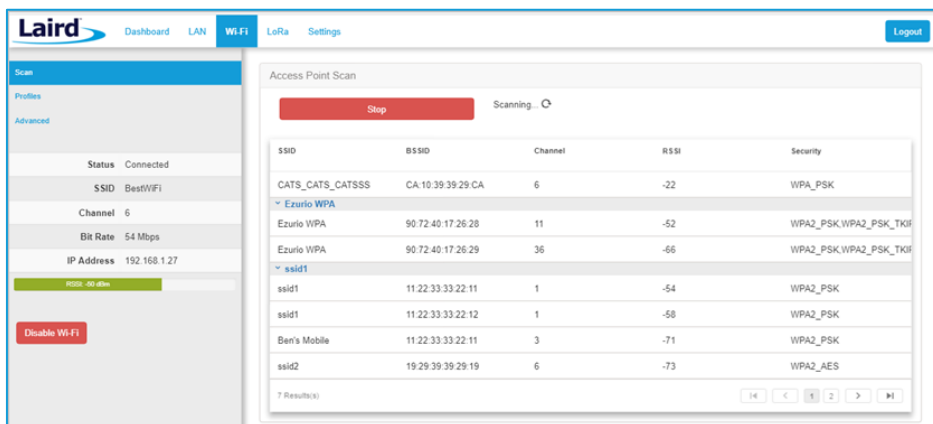 Laird Dashboard LAN Wi-Fi LoRa Settings Logout
Scan
Profiles
Advanced
Status Connected
SSID BestWiFi
Channel 6
Bit Rate 54 Mbps
IP Address 192.168.1.27
RSSI: -60 dBm
Disable Wi-Fi
Access Point Scan
Stop Scanning...
SSID BSSID Channel RSSI Security
CATS_CATS_CATSSS CA:10:39:39:29:CA 6 -22 WPA_PSK
Ezurio WPA
Ezurio WPA 90:72:40:17:26:28 11 -52 WPA2_PSK,WPA2_PSK_TKIP
Ezurio WPA 90:72:40:17:26:29 36 -66 WPA2_PSK,WPA2_PSK_TKIP
ssid1
ssid1 11:22:33:33:22:11 1 -54 WPA2_PSK
ssid1 11:22:33:33:22:12 1 -58 WPA2_PSK
Ben's Mobile 11:22:33:33:22:11 3 -71 WPA2_PSK
ssid2 19:29:39:39:29:19 6 -73 WPA2_AES
7 Results(s) 1 2